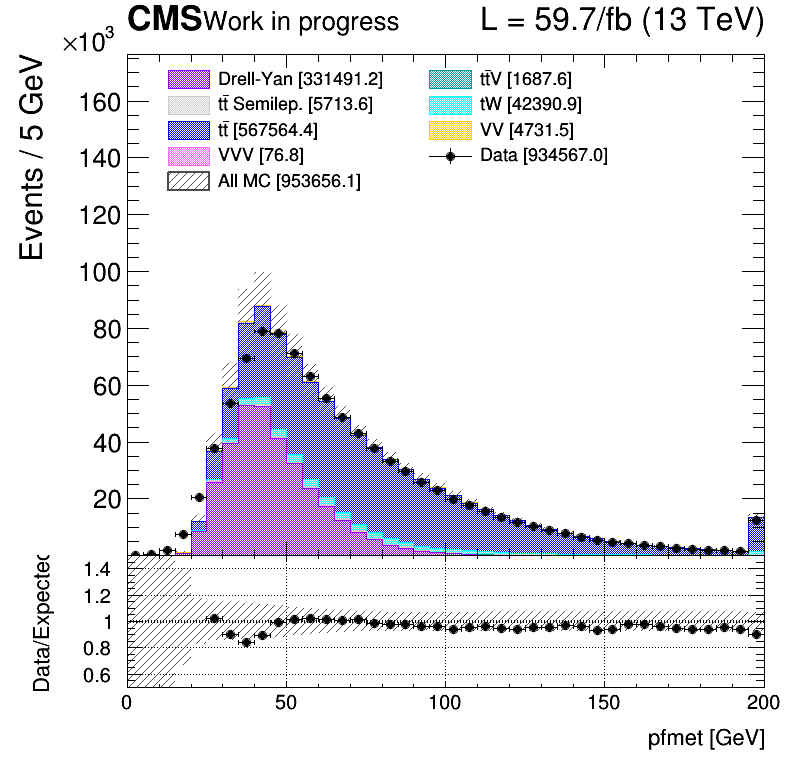 CMS Work in progress L = 59.7/fb (13 TeV)
×10³
Events / 5 GeV
Drell-Yan [331491.2]
tt̄ Semilep. [5713.6]
tt̄ [567564.4]
VVV [76.8]
All MC [953656.1]
tt̄V [1687.6]
tW [42390.9]
VV [4731.5]
Data [934567.0]
160
140
120
100
80
60
40
20
Data/Expected
1.4
1.2
1
0.8
0.6
0 50 100 150 200
pfmet [GeV]